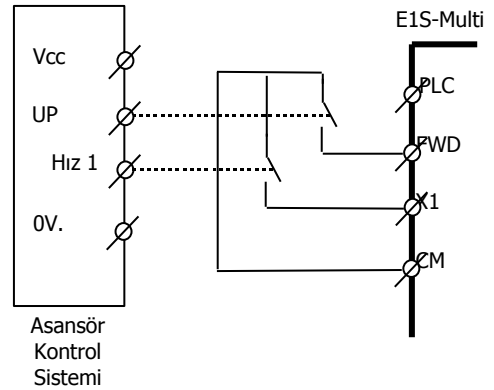 E1S-Multi
Vcc
PLC
UP
FWD
Hız 1
X1
0V.
CM
Asansör
Kontrol
Sistemi